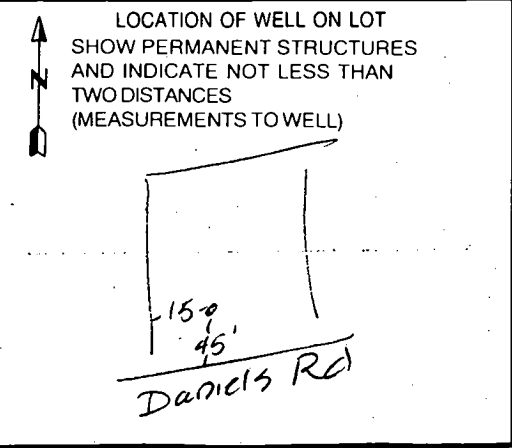 LOCATION OF WELL ON LOT
SHOW PERMANENT STRUCTURES
AND INDICATE NOT LESS THAN
N
TWO DISTANCES
(MEASUREMENTS TO WELL)
15
45'
Daniels Rd